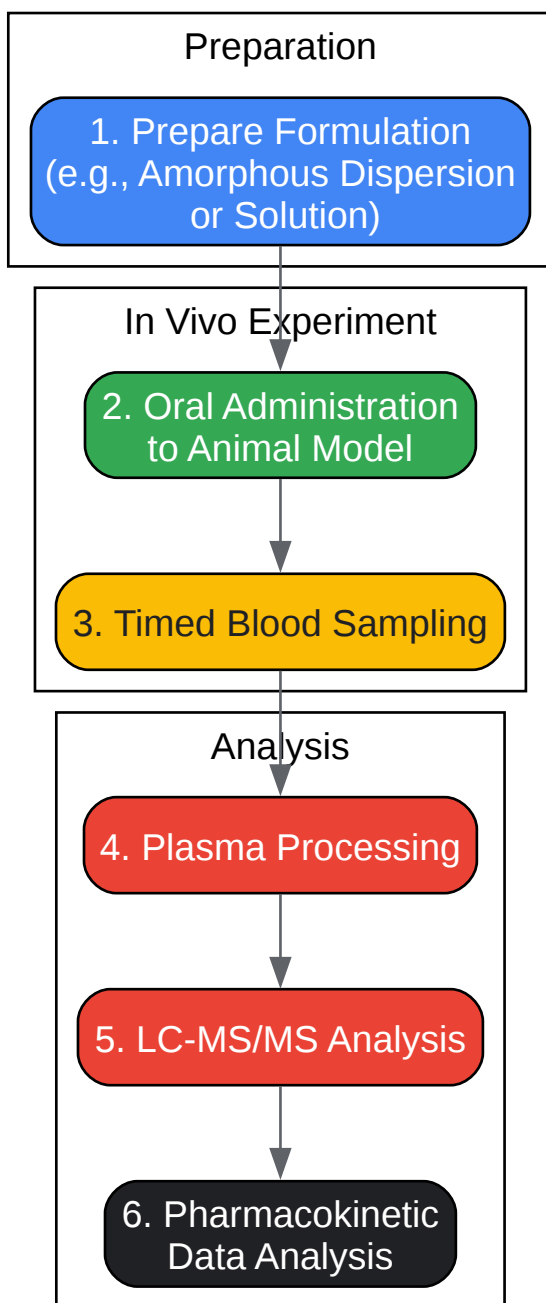 Preparation
1. Prepare Formulation
(e.g., Amorphous Dispersion
or Solution)
In Vivo Experiment
2. Oral Administration
to Animal Model
3. Timed Blood Sampling
Analysis
4. Plasma Processing
5. LC-MS/MS Analysis
6. Pharmacokinetic
Data Analysis